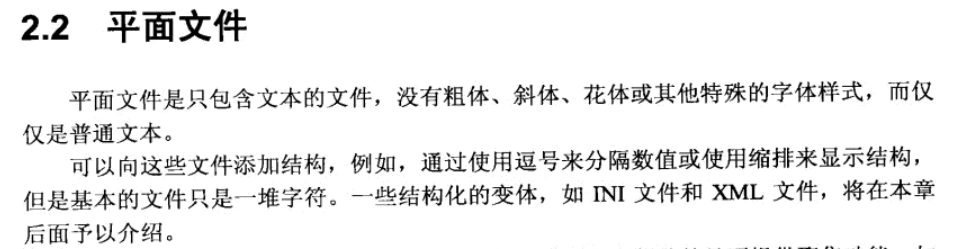 2.2 平面文件
平面文件是只包含文本的文件，没有粗体、斜体、花体或其他特殊的字体样式，而仅
仅是普通文本。
可以向这些文件添加结构，例如，通过使用逗号来分隔数值或使用缩排来显示结构，
但是基本的文件只是一堆字符。一些结构化的变体，如 INI 文件和 XML 文件，将在本章
后面予以介绍。